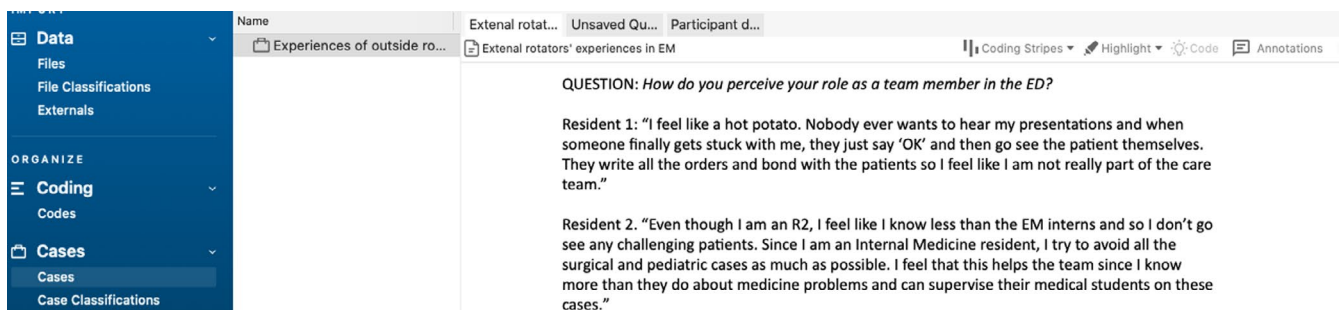 Data
Files
File Classifications
Externals
ORGANIZE
Coding
Codes
Cases
Cases
Case Classifications
Name
Experiences of outside ro...
Extenal rotat... Unsaved Qu... Participant d...
Extenal rotators' experiences in EM Coding Stripes Highlight Code Annotations
QUESTION: How do you perceive your role as a team member in the ED?
Resident 1: “I feel like a hot potato. Nobody ever wants to hear my presentations and when
someone finally gets stuck with me, they just say ‘OK’ and then go see the patient themselves.
They write all the orders and bond with the patients so I feel like I am not really part of the care
team.”
Resident 2. “Even though I am an R2, I feel like I know less than the EM interns and so I don’t go
see any challenging patients. Since I am an Internal Medicine resident, I try to avoid all the
surgical and pediatric cases as much as possible. I feel that this helps the team since I know
more than they do about medicine problems and can supervise their medical students on these
cases.”